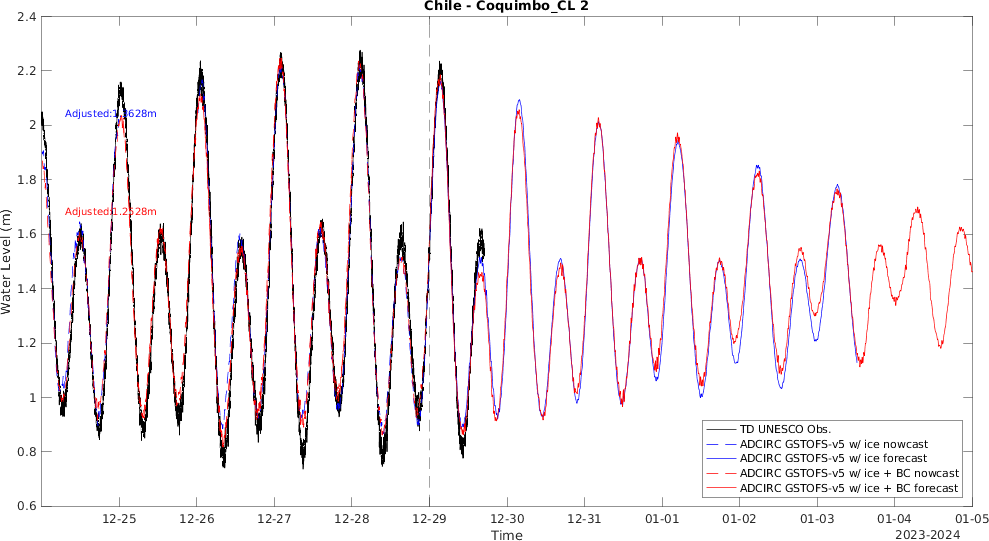 Chile - Coquimbo_CL 2
2.4
2.2
2
1.8
1.6
1.4
1.2
1
0.8
0.6
Water Level (m)
Adjusted:1.3628m
Adjusted:1.2528m
TD UNESCO Obs.
ADCIRC GSTOFS-v5 w/ ice nowcast
ADCIRC GSTOFS-v5 w/ ice forecast
ADCIRC GSTOFS-v5 w/ ice + BC nowcast
ADCIRC GSTOFS-v5 w/ ice + BC forecast
12-25 12-26 12-27 12-28 12-29 12-30 12-31 01-01 01-02 01-03 01-04 01-05
Time
2023-2024